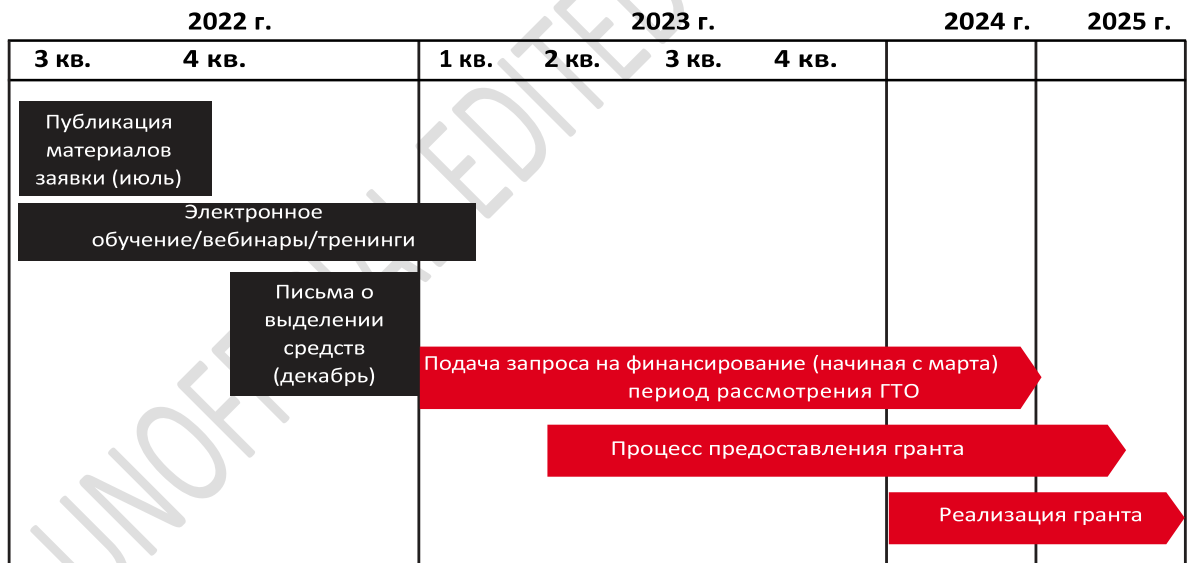 2022 г. 2023 г. 2024 г. 2025 г.
3 кв. 4 кв. 1 кв. 2 кв. 3 кв. 4 кв.
Публикация
материалов
заявки (июль)
Электронное
обучение/вебинары/тренинги
Письма о
выделении
средств
(декабрь)
Подача запроса на финансирование (начиная с марта)
период рассмотрения ГТО
Процесс предоставления гранта
Реализация гранта